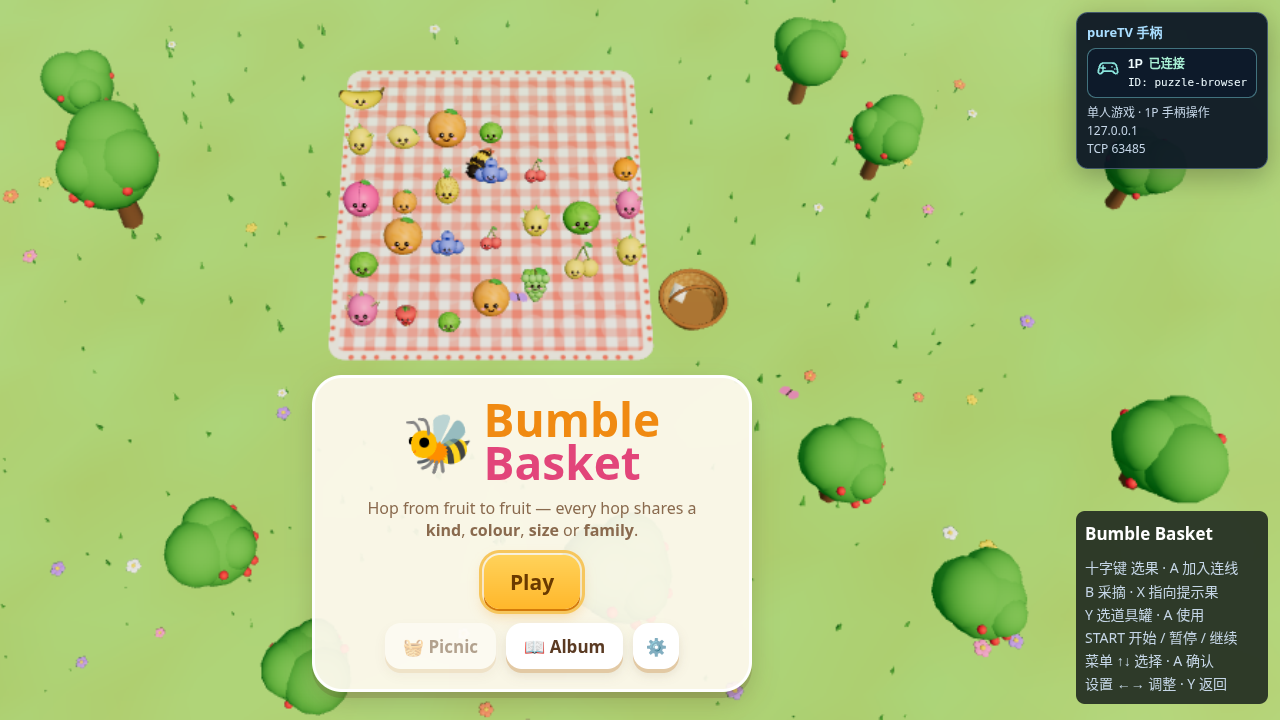 pureTV 手柄
1P 已连接
ID: puzzle-browser
单人游戏 · 1P 手柄操作
127.0.0.1
TCP 63485
Bumble
Basket
Hop from fruit to fruit — every hop shares a
kind, colour, size or family.
Play
Picnic
Album
Bumble Basket
十字键 选果 · A 加入连线
B 采摘 · X 指向提示果
Y 选道具罐 · A 使用
START 开始 / 暂停 / 继续
菜单 ↑↓ 选择 · A 确认
设置 ←→ 调整 · Y 返回